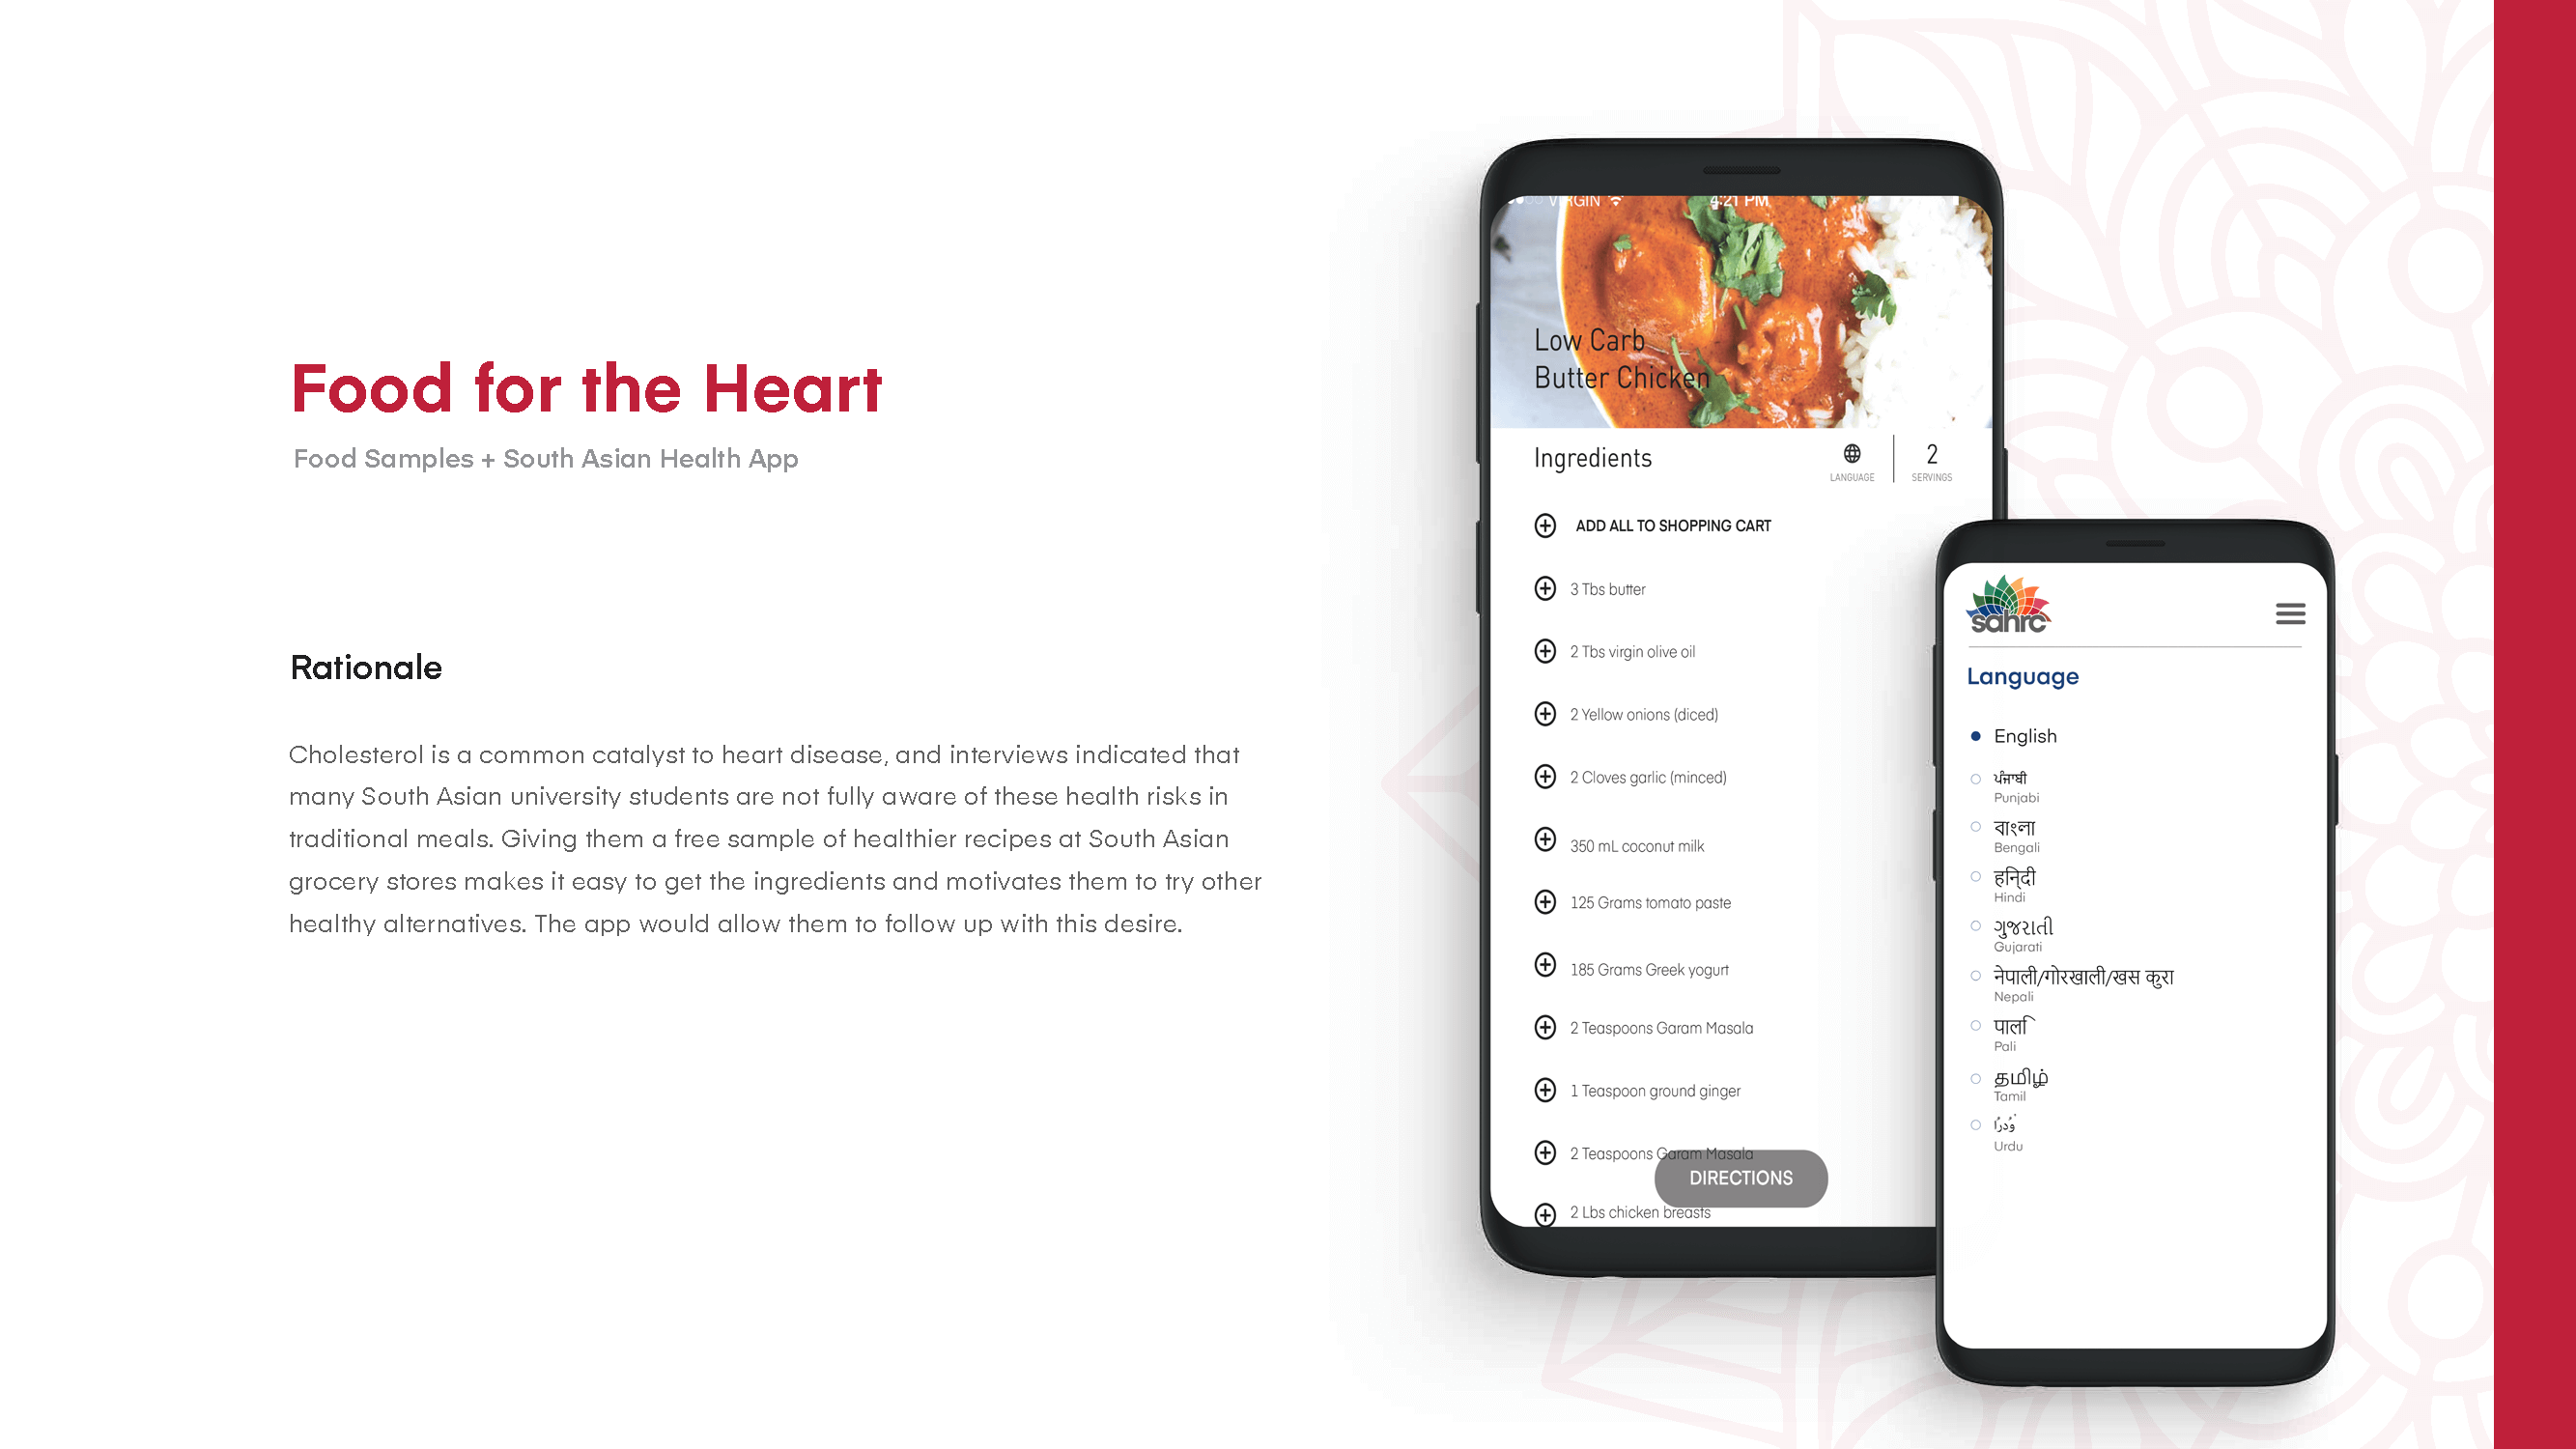 Food for the Heart
Food Samples + South Asian Health App
Rationale
Cholesterol is a common catalyst to heart disease, and interviews indicated that
many South Asian university students are not fully aware of these health risks in
traditional meals. Giving them a free sample of healthier recipes at South Asian
grocery stores makes it easy to get the ingredients and motivates them to try other
healthy alternatives. The app would allow them to follow up with this desire.
VIRGIN 4:21 PM
Low Carb
Butter Chicken
Ingredients
LANGUAGE
2
SERVINGS
ADD ALL TO SHOPPING CART
3 Tbs butter
2 Tbs virgin olive oil
2 Yellow onions (diced)
2 Cloves garlic (minced)
350 mL coconut milk
125 Grams tomato paste
185 Grams Greek yogurt
2 Teaspoons Garam Masala
1 Teaspoon ground ginger
2 Teaspoons Garam Masala
DIRECTIONS
2 Lbs chicken breasts
sahrc
Language
English
ਪੰਜਾਬੀ
Punjabi
বাংলা
Bengali
हनि्दी
Hindi
ગુજરાતી
Gujarati
नेपाली/गोरखाली/खस कुरा
Nepali
पालि
Pali
தமிழ்
Tamil
Urdu